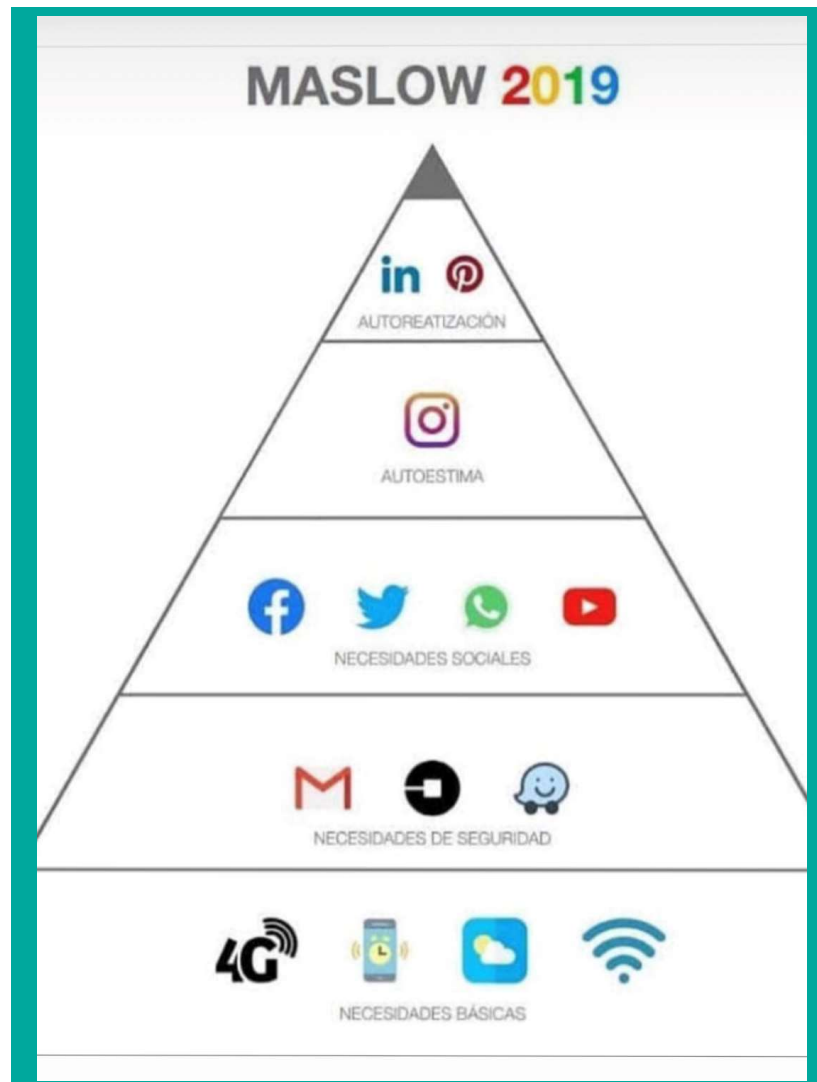 MASLOW 2019
in
AUTOREATIZACIÓN
AUTOESTIMA
NECESIDADES SOCIALES
NECESIDADES DE SEGURIDAD
4G
NECESIDADES BÁSICAS